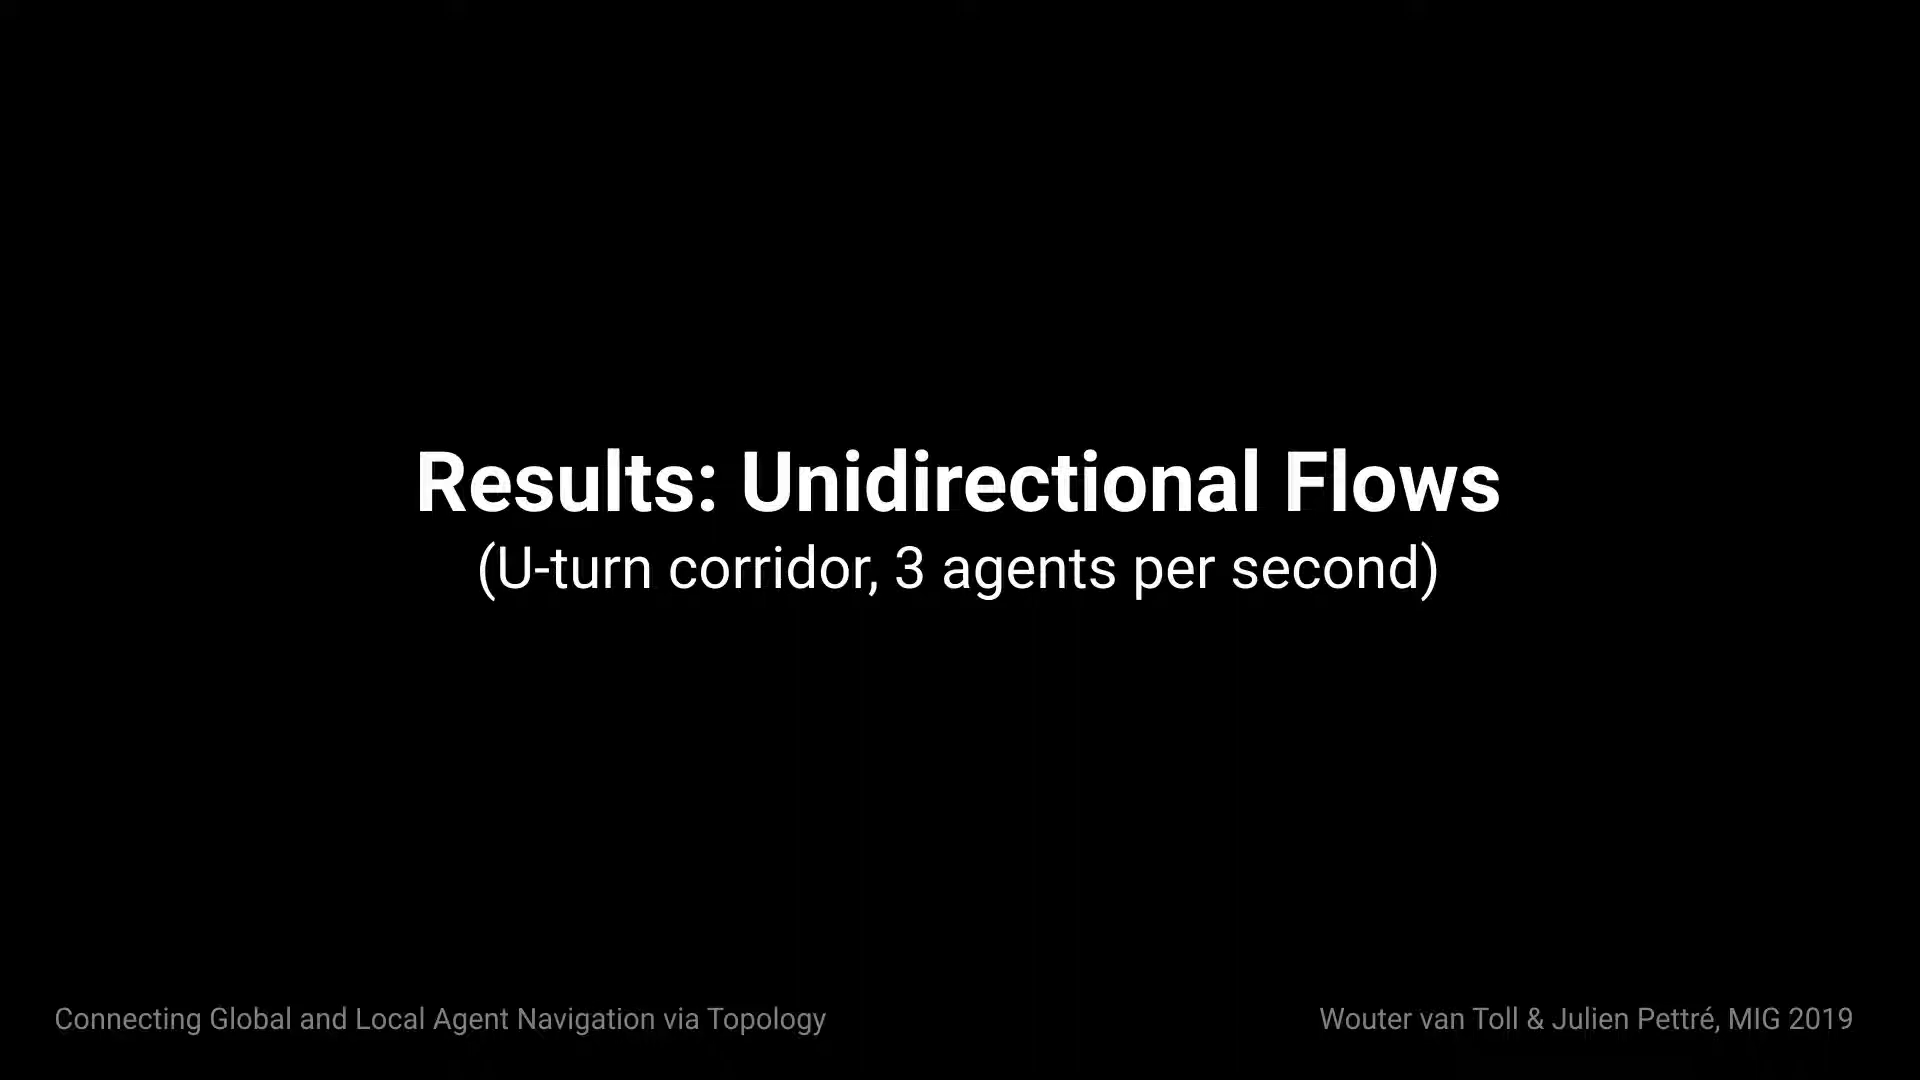 Results: Unidirectional Flows
(U-turn corridor, 3 agents per second)
Connecting Global and Local Agent Navigation via Topology
Wouter van Toll & Julien Pettré, MIG 2019